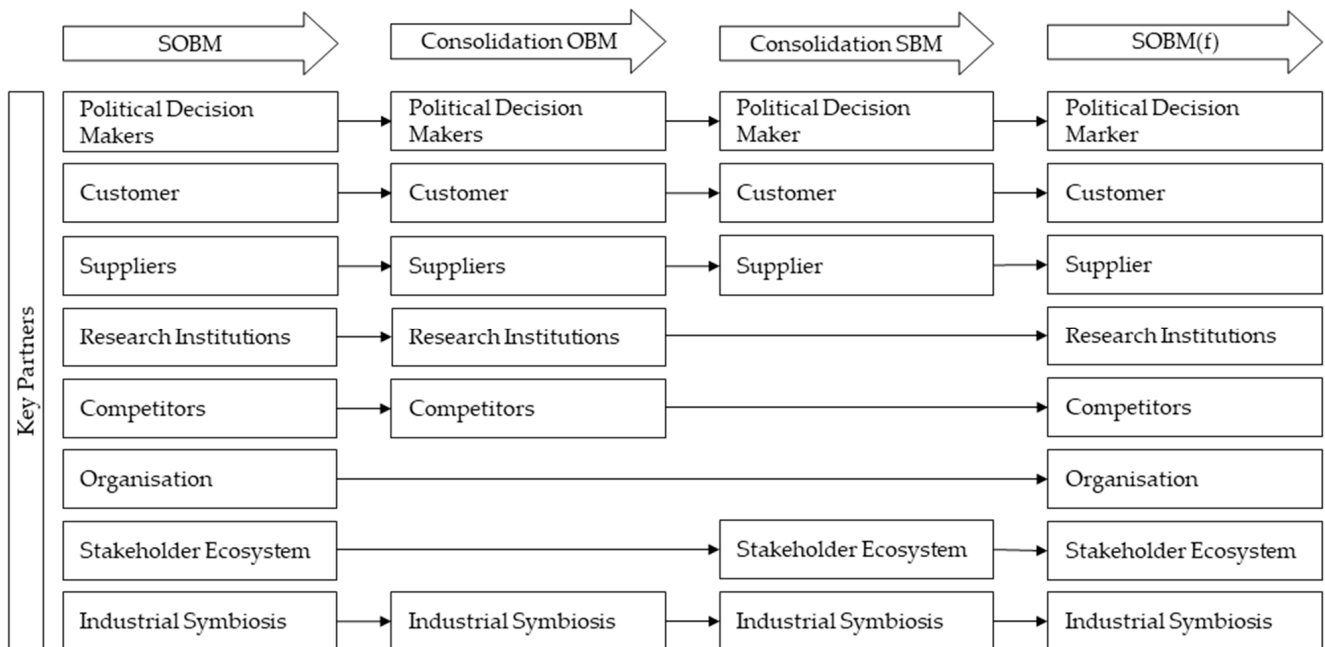 SOBM
Consolidation OBM
Consolidation SBM
SOBM(f)
Key Partners
Political Decision
Makers
Political Decision
Makers
Political Decision
Maker
Political Decision
Marker
Customer
Customer
Customer
Customer
Suppliers
Suppliers
Supplier
Supplier
Research Institutions
Research Institutions
Research Institutions
Competitors
Competitors
Competitors
Organisation
Organisation
Stakeholder Ecosystem
Stakeholder Ecosystem
Stakeholder Ecosystem
Industrial Symbiosis
Industrial Symbiosis
Industrial Symbiosis
Industrial Symbiosis